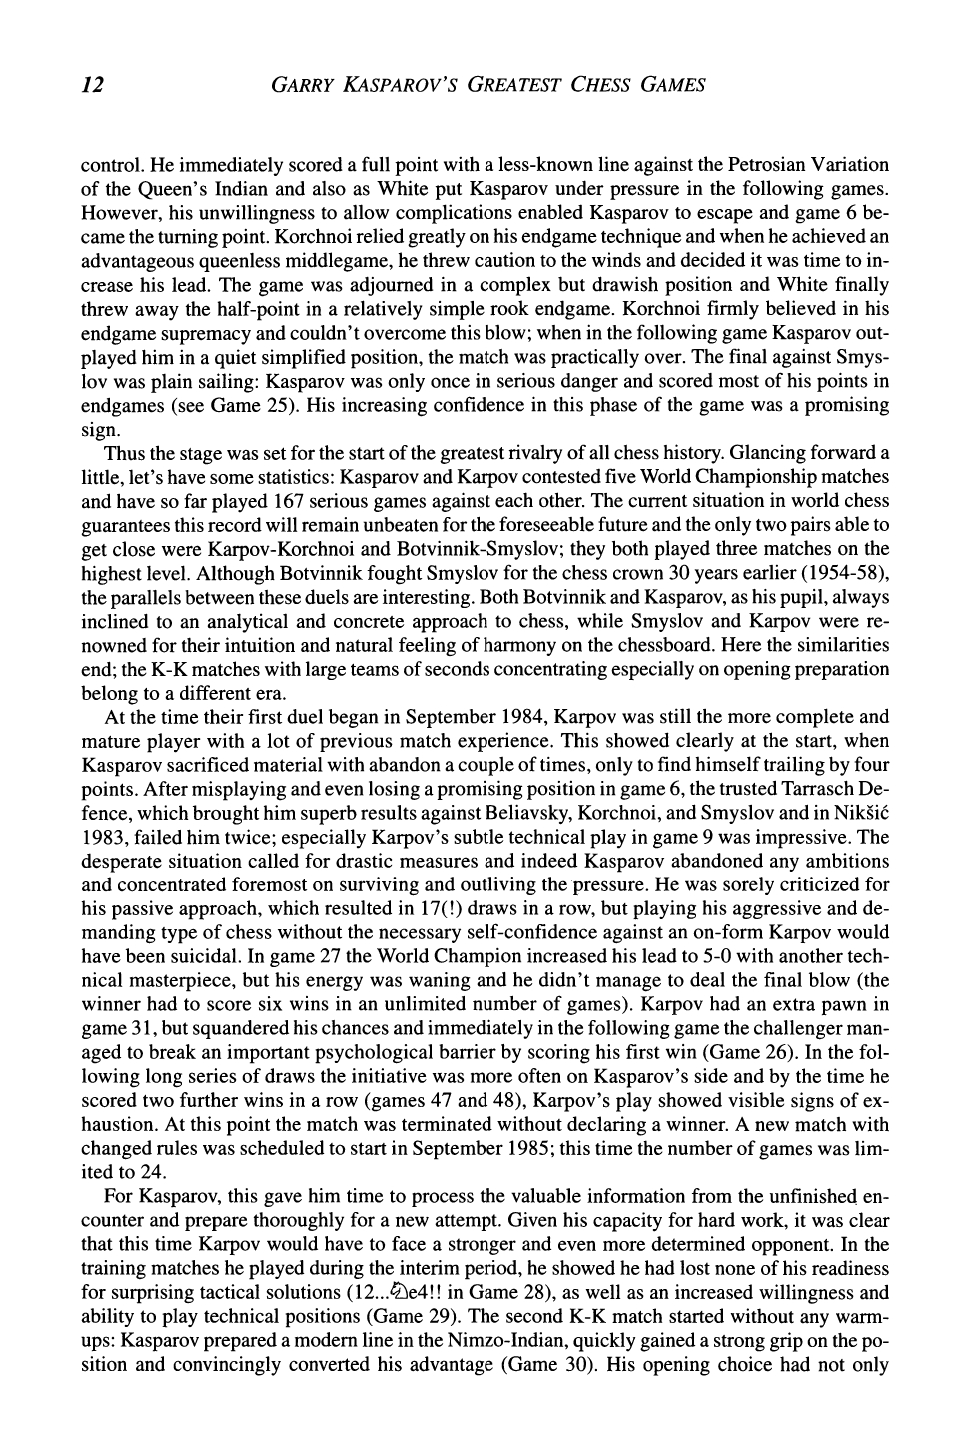 12 GARRY KASPAROV'S GREATEST CHESS GAMES
control. He immediately scored a full point with a less-known line against the Petrosian Variation
of the Queen's Indian and also as White put Kasparov under pressure in the following games.
However, his unwillingness to allow complications enabled Kasparov to escape and game 6 be-
came the turning point. Korchnoi relied greatly on his endgame technique and when he achieved an
advantageous queenless middlegame, he threw caution to the winds and decided it was time to in-
crease his lead. The game was adjourned in a complex but drawish position and White finally
threw away the half-point in a relatively simple rook endgame. Korchnoi firmly believed in his
endgame supremacy and couldn't overcome this blow; when in the following game Kasparov out-
played him in a quiet simplified position, the match was practically over. The final against Smys-
lov was plain sailing: Kasparov was only once in serious danger and scored most of his points in
endgames (see Game 25). His increasing confidence in this phase of the game was a promising
sign.
Thus the stage was set for the start of the greatest rivalry of all chess history. Glancing forward a
little, let's have some statistics: Kasparov and Karpov contested five World Championship matches
and have so far played 167 serious games against each other. The current situation in world chess
guarantees this record will remain unbeaten for the foreseeable future and the only two pairs able to
get close were Karpov-Korchnoi and Botvinnik-Smyslov; they both played three matches on the
highest level. Although Botvinnik fought Smyslov for the chess crown 30 years earlier (1954-58),
the parallels between these duels are interesting. Both Botvinnik and Kasparov, as his pupil, always
inclined to an analytical and concrete approach to chess, while Smyslov and Karpov were re-
nowned for their intuition and natural feeling of harmony on the chessboard. Here the similarities
end; the K-K matches with large teams of seconds concentrating especially on opening preparation
belong to a different era.
At the time their first duel began in September 1984, Karpov was still the more complete and
mature player with a lot of previous match experience. This showed clearly at the start, when
Kasparov sacrificed material with abandon a couple of times, only to find himself trailing by four
points. After misplaying and even losing a promising position in game 6, the trusted Tarrasch De-
fence, which brought him superb results against Beliavsky, Korchnoi, and Smyslov and in Nikšić
1983, failed him twice; especially Karpov's subtle technical play in game 9 was impressive. The
desperate situation called for drastic measures and indeed Kasparov abandoned any ambitions
and concentrated foremost on surviving and outliving the pressure. He was sorely criticized for
his passive approach, which resulted in 17(!) draws in a row, but playing his aggressive and de-
manding type of chess without the necessary self-confidence against an on-form Karpov would
have been suicidal. In game 27 the World Champion increased his lead to 5-0 with another tech-
nical masterpiece, but his energy was waning and he didn't manage to deal the final blow (the
winner had to score six wins in an unlimited number of games). Karpov had an extra pawn in
game 31, but squandered his chances and immediately in the following game the challenger man-
aged to break an important psychological barrier by scoring his first win (Game 26). In the fol-
lowing long series of draws the initiative was more often on Kasparov's side and by the time he
scored two further wins in a row (games 47 and 48), Karpov's play showed visible signs of ex-
haustion. At this point the match was terminated without declaring a winner. A new match with
changed rules was scheduled to start in September 1985; this time the number of games was lim-
ited to 24.
For Kasparov, this gave him time to process the valuable information from the unfinished en-
counter and prepare thoroughly for a new attempt. Given his capacity for hard work, it was clear
that this time Karpov would have to face a stronger and even more determined opponent. In the
training matches he played during the interim period, he showed he had lost none of his readiness
for surprising tactical solutions (12...♘e4!! in Game 28), as well as an increased willingness and
ability to play technical positions (Game 29). The second K-K match started without any warm-
ups: Kasparov prepared a modern line in the Nimzo-Indian, quickly gained a strong grip on the po-
sition and convincingly converted his advantage (Game 30). His opening choice had not only